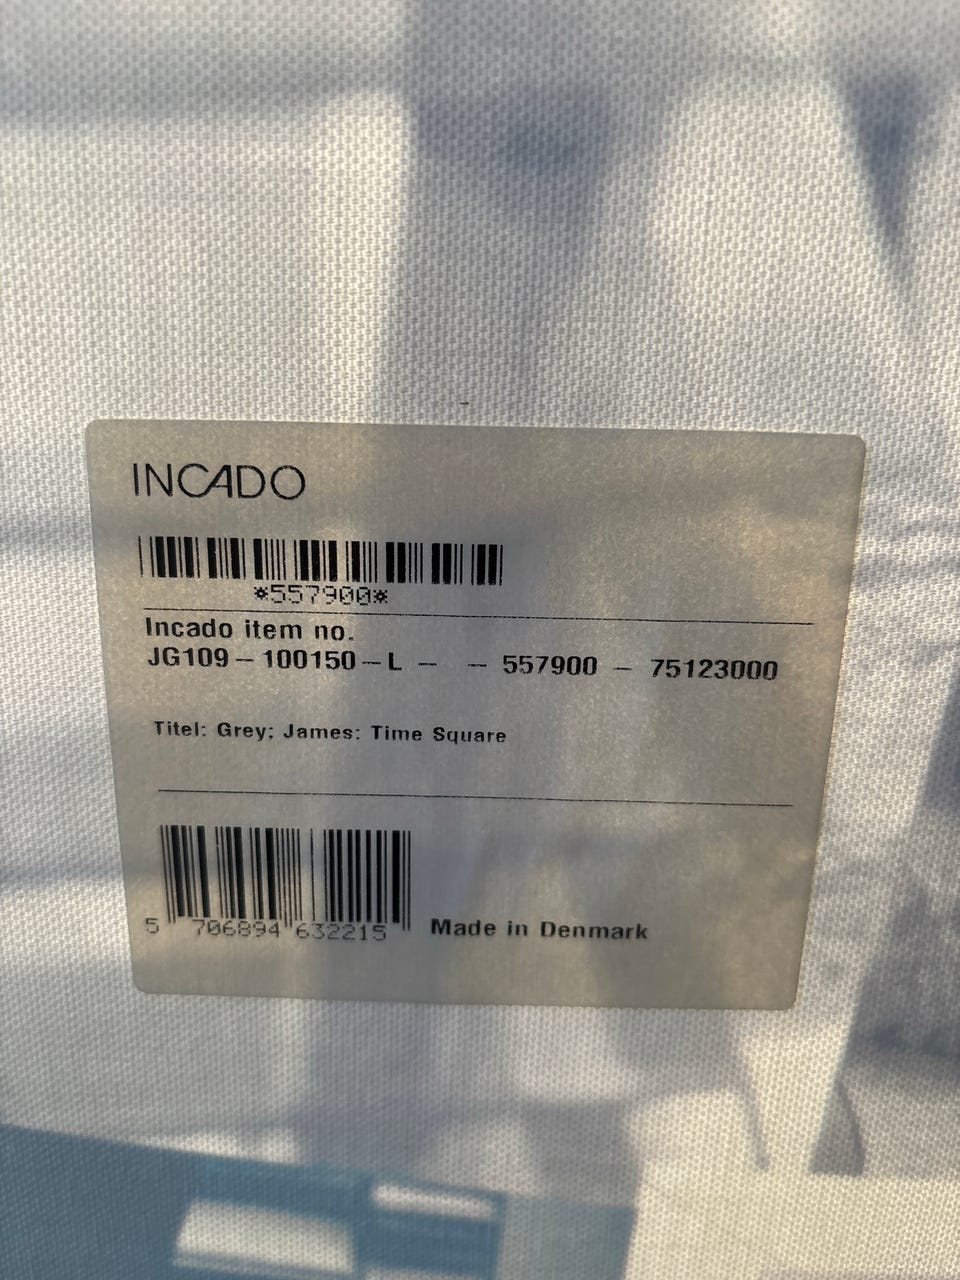 INCADO
*557900*
Incado item no.
JG109 – 100150 – L – – 557900 – 75123000
Titel: Grey; James: Time Square
5 706894 632215
Made in Denmark